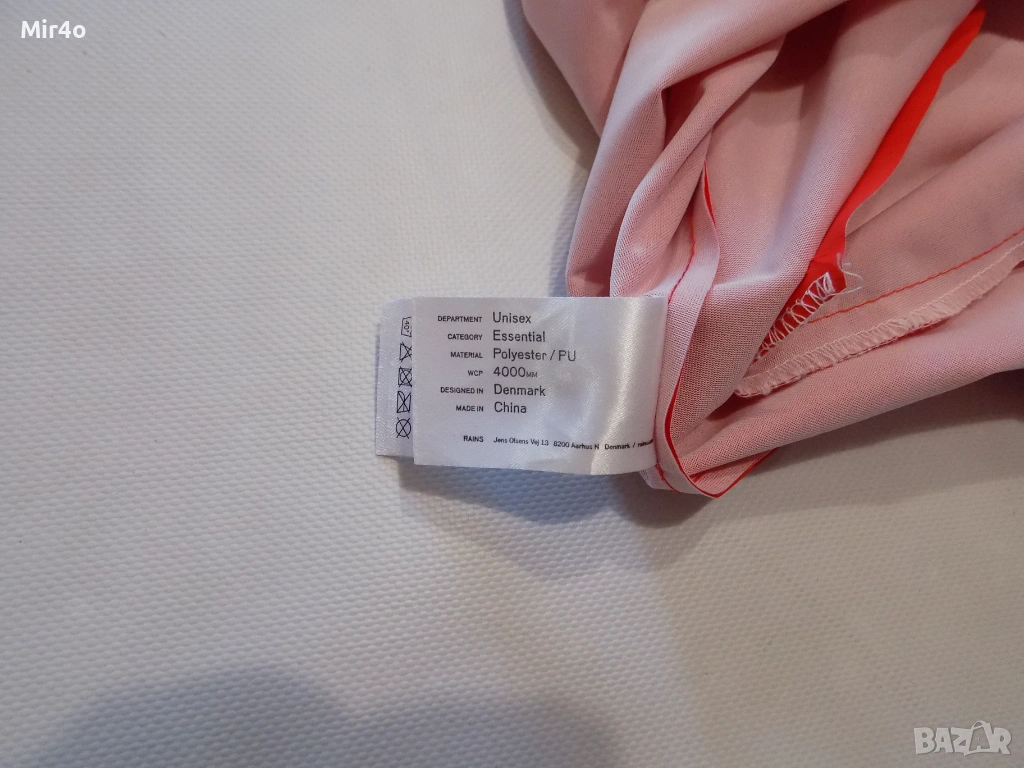 Mir4o
DEPARTMENT Unisex
CATEGORY Essential
MATERIAL Polyester / PU
WCP 4000MM
DESIGNED IN Denmark
MADE IN China
RAINS Jens Olsens Vej 13 8200 Aarhus N Denmark /
40°
BAZAR